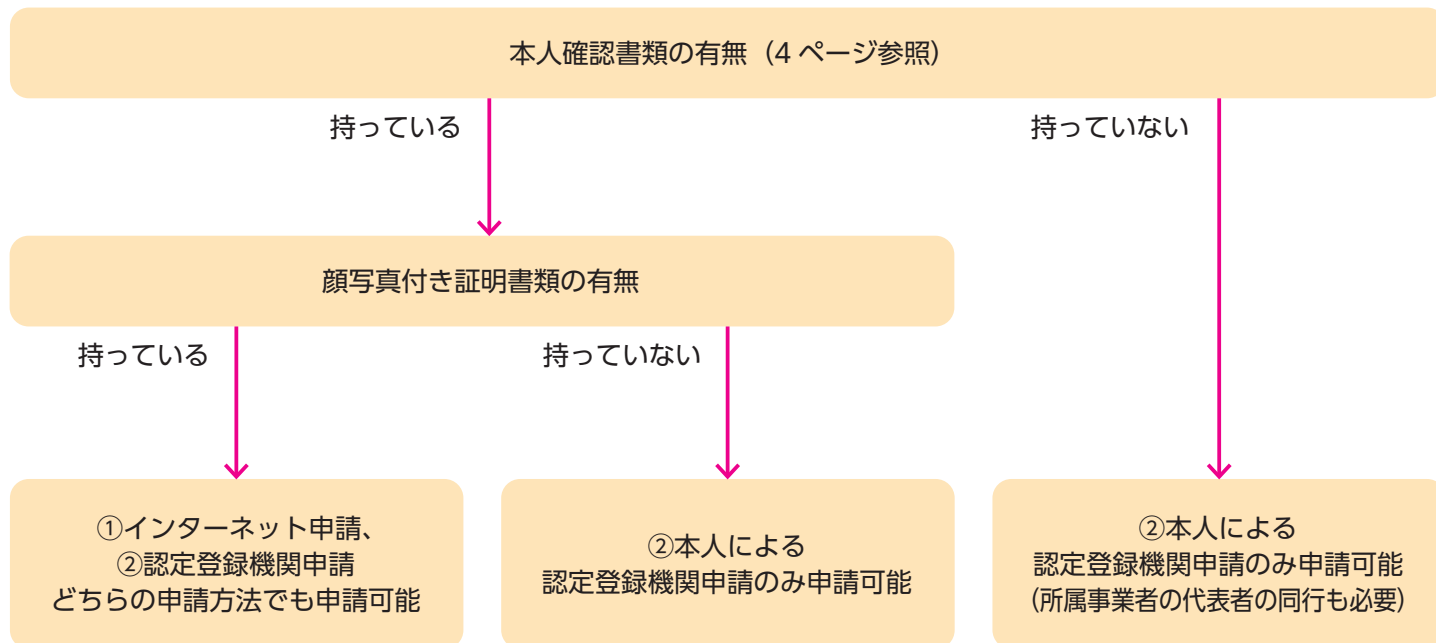 本人確認書類の有無（4 ページ参照）
持っている
持っていない
顔写真付き証明書類の有無
持っている
持っていない
①インターネット申請、
②認定登録機関申請
どちらの申請方法でも申請可能
②本人による
認定登録機関申請のみ申請可能
②本人による
認定登録機関申請のみ申請可能
（所属事業者の代表者の同行も必要）